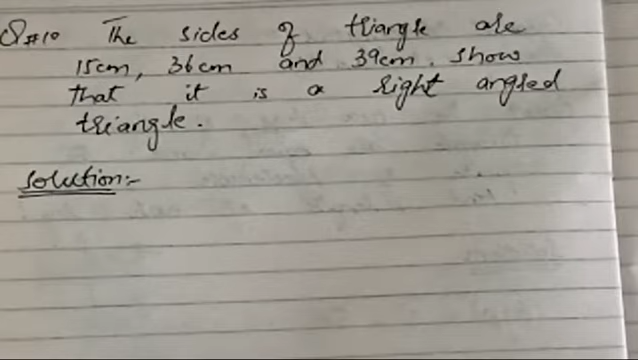 Q#10 The sides of triangle are
15cm, 36cm and 39cm. show
that it is a right angled
triangle.
Solution:-